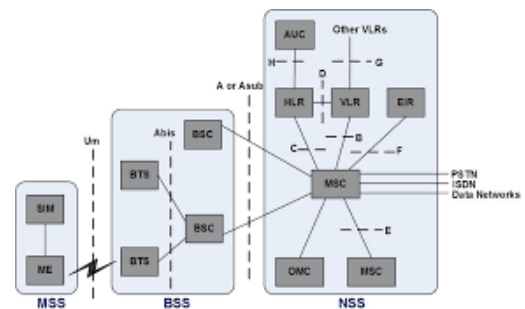 AUC
Other VLRs
H
G
D
A or Asub
HLR
VLR
EIR
BSC
Abis
B
Um
C
F
BTS
MSC
PSTN
ISDN
Data Networks
SIM
BSC
E
ME
BTS
OMC
MSC
MSS
BSS
NSS